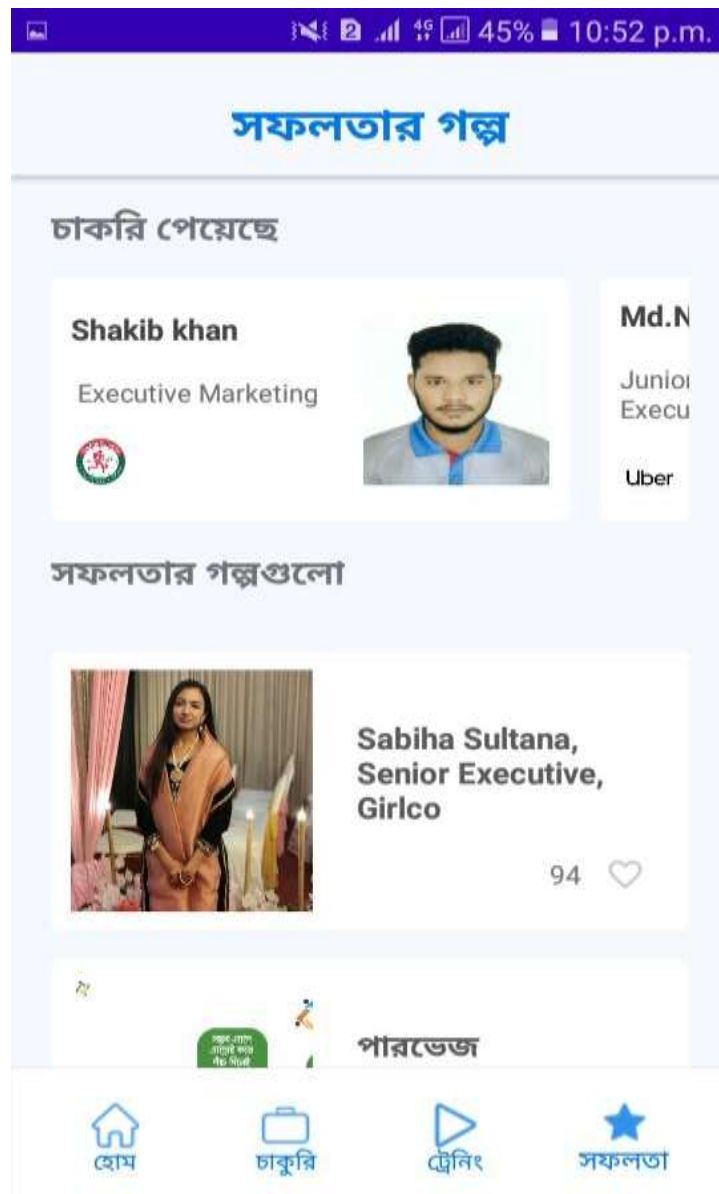 45% 10:52 p.m.
সফলতার গল্প
চাকরি পেয়েছে
Shakib khan
Executive Marketing
Md.N
Junior
Execu
Uber
সফলতার গল্পগুলো
Sabiha Sultana,
Senior Executive,
Girlco
94
পারভেজ
হোম চাকুরি ট্রেনিং সফলতা